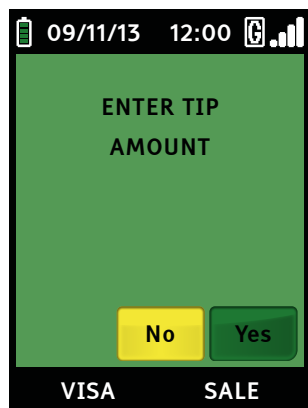 09/11/13 12:00 G
ENTER TIP
AMOUNT
No Yes
VISA SALE